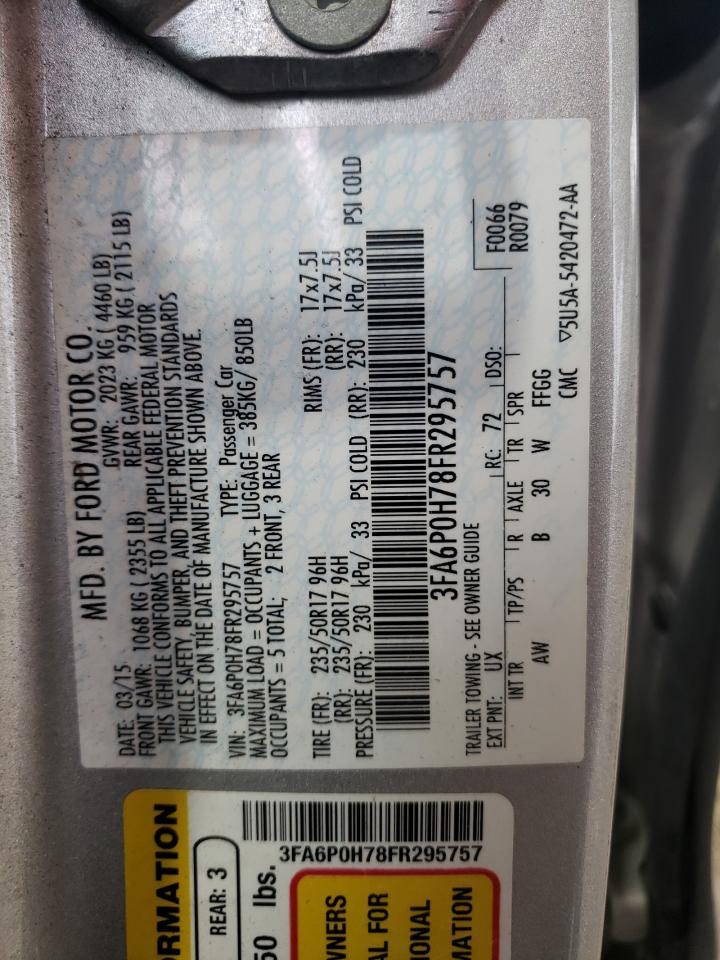 MFD. BY FORD MOTOR CO.
DATE: 03/15 GVWR: 2023 KG ( 4460 LB)
FRONT GAWR: 1068 KG ( 2355 LB) REAR GAWR: 959 KG ( 2115 LB)
THIS VEHICLE CONFORMS TO ALL APPLICABLE FEDERAL MOTOR
VEHICLE SAFETY, BUMPER, AND THEFT PREVENTION STANDARDS
IN EFFECT ON THE DATE OF MANUFACTURE SHOWN ABOVE.
VIN: 3FA6P0H78FR295757 TYPE: Passenger Car
MAXIMUM LOAD = OCCUPANTS + LUGGAGE = 385KG/ 850LB
OCCUPANTS = 5 TOTAL; 2 FRONT, 3 REAR
TIRE (FR): 235/50R17 96H RIMS (FR): 17x7.5J
(RR): 235/50R17 96H (RR): 17x7.5J
PRESSURE (FR): 230 kPa/ 33 PSI COLD (RR): 230 kPa/ 33 PSI COLD
3FA6P0H78FR295757
TRAILER TOWING - SEE OWNER GUIDE F0066
EXT PNT: UX RC: 72 DSO: R0079
INT TR TP/PS R AXLE TR SPR
AW B 30 W FFGG
CMC ▽5U5A-5420472-AA
RMATION
REAR: 3
50 lbs.
3FA6P0H78FR295757
WNERS
AL FOR
IONAL
MATION